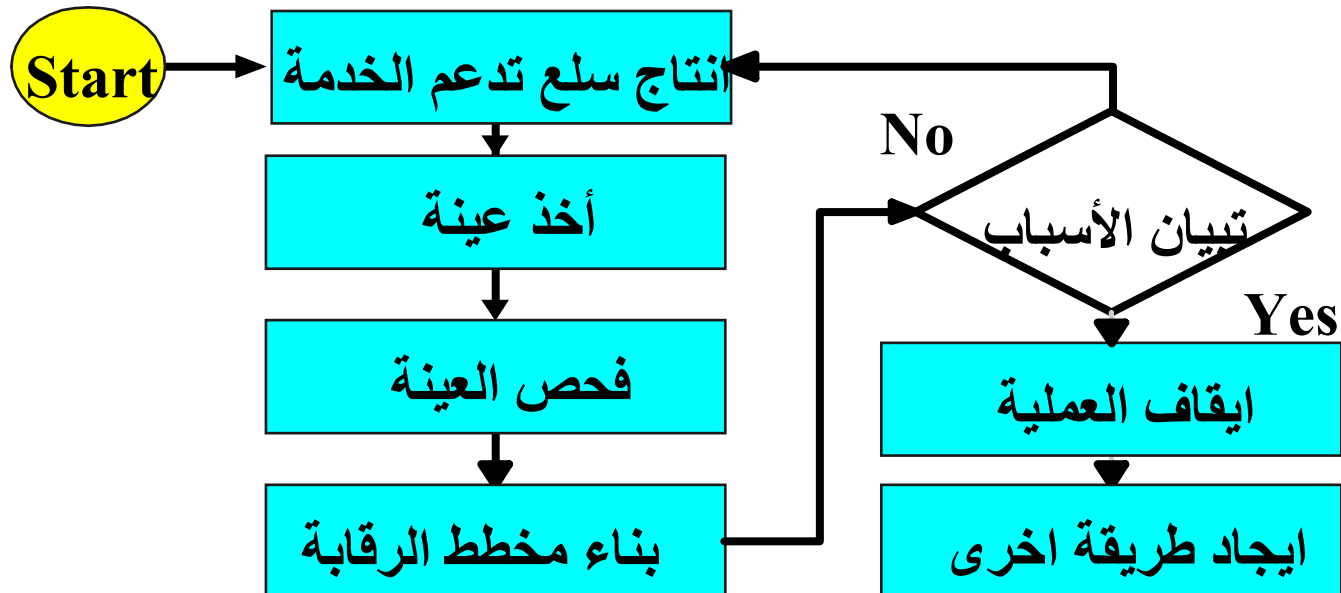 Start
انتاج سلع تدعم الخدمة
أخذ عينة
فحص العينة
بناء مخطط الرقابة
No
تبيان الأسباب
Yes
ايقاف العملية
ايجاد طريقة اخرى